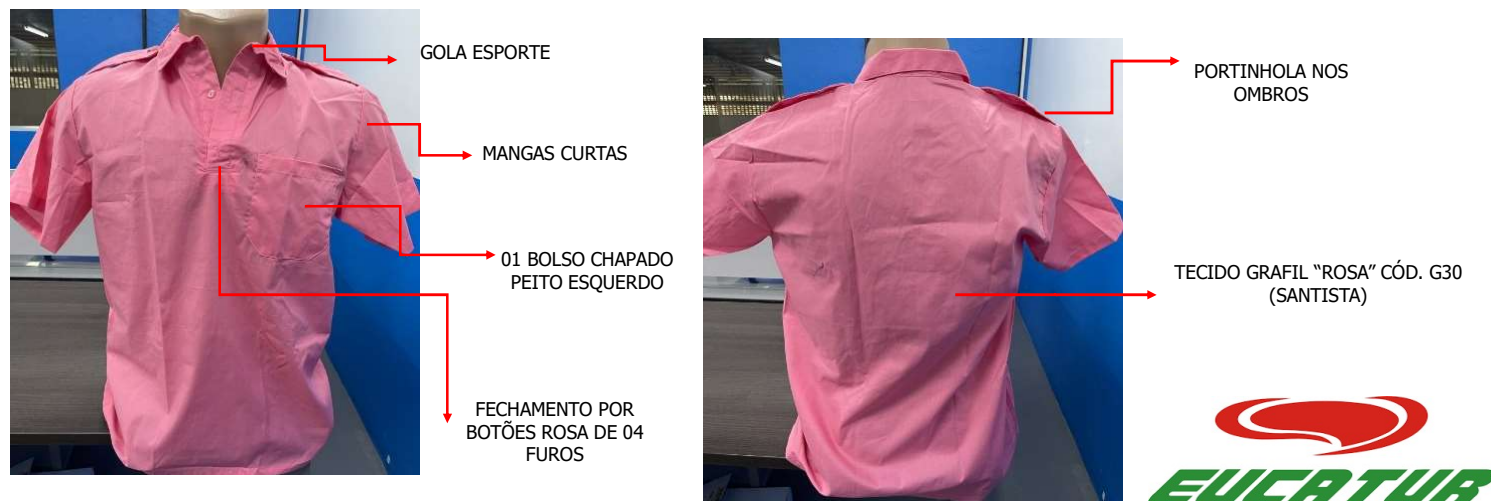 GOLA ESPORTE
MANGAS CURTAS
01 BOLSO CHAPADO
PEITO ESQUERDO
FECHAMENTO POR
BOTÕES ROSA DE 04
FUROS
PORTINHOLA NOS
OMBROS
TECIDO GRAFIL “ROSA” CÓD. G30
(SANTISTA)
EUCATUR